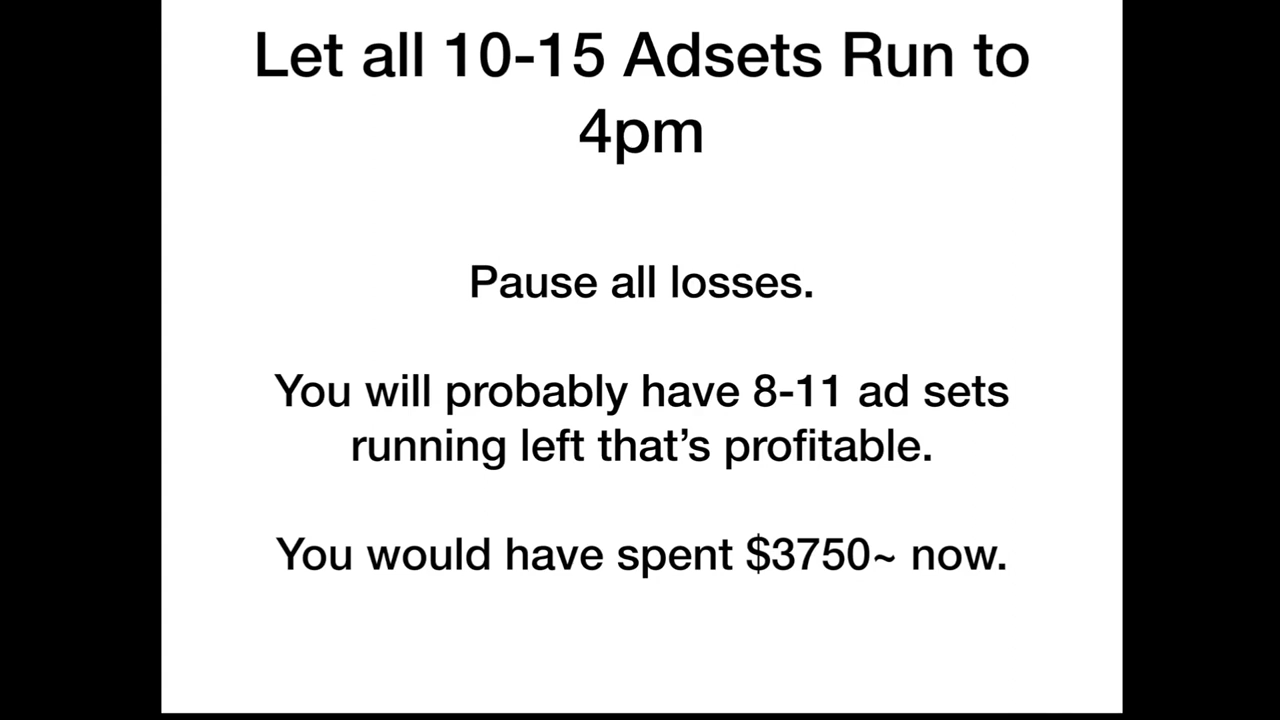 Let all 10-15 Adsets Run to
4pm
Pause all losses.
You will probably have 8-11 ad sets
running left that’s profitable.
You would have spent $3750~ now.